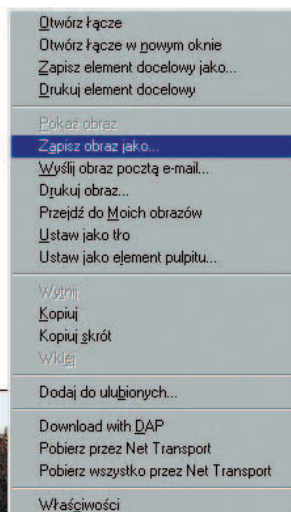 Otwórz łącze
Otwórz łącze w nowym oknie
Zapisz element docelowy jako...
Drukuj element docelowy
Pokaż obraz
Zapisz obraz jako...
Wyślij obraz pocztą e-mail...
Drukuj obraz...
Przejdź do Moich obrazów
Ustaw jako tło
Ustaw jako element pulpitu...
Wytnij
Kopiuj
Kopiuj skrót
Wklej
Dodaj do ulubionych...
Download with DAP
Pobierz przez Net Transport
Pobierz wszystko przez Net Transport
Właściwości